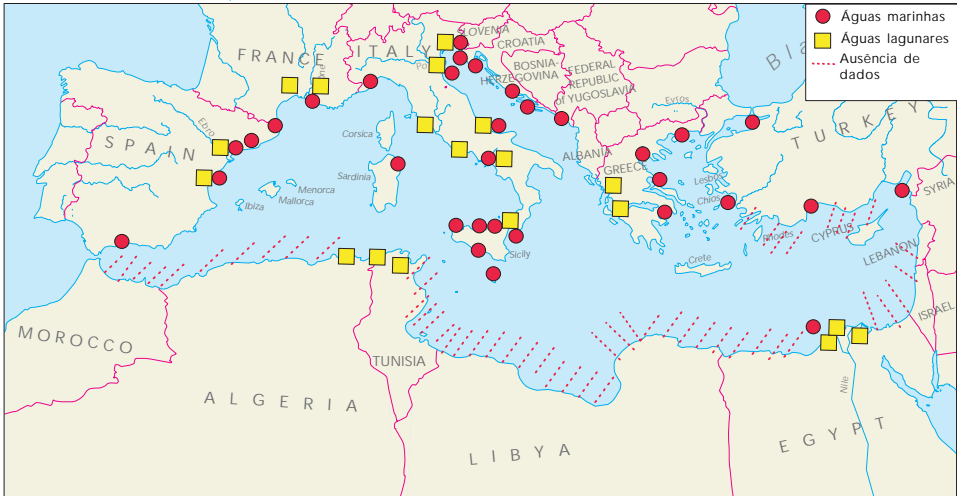 Águas marinhas
Águas lagunares
Ausência de
dados
SLOVENIA
CROATIA
FRANCE
ITALY
Po
BOSNIA-
HERZEGOVINA
FEDERAL
REPUBLIC
of YUGOSLAVIA
Bla
Ebro
Corsica
TURKEY
SPAIN
ALBANIA
GREECE
Lesbos
Sardinia
Menorca
Mallorca
Ibiza
Chios
SYRIA
Rhodes
CYPRUS
Sicily
Crete
LEBANON
ISRAEL
MOROCCO
TUNISIA
Nile
ALGERIA
LIBYA
EGYPT